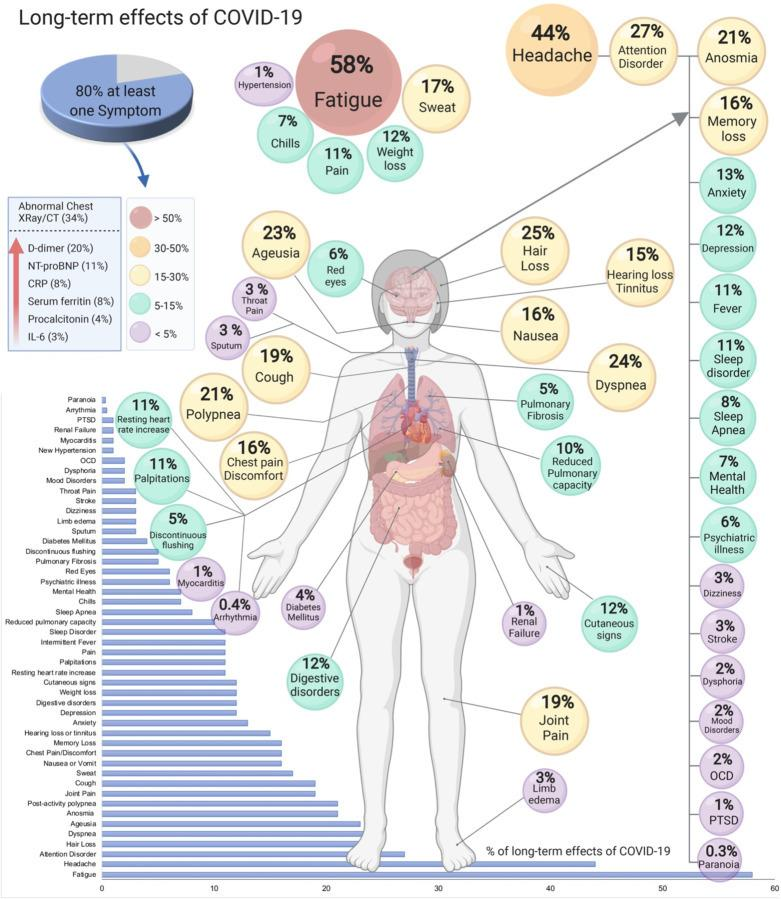 Long-term effects of COVID-19
80% at least
one Symptom
Abnormal Chest
XRay/CT (34%)
D-dimer (20%)
NT-proBNP (11%)
CRP (8%)
Serum ferritin (8%)
Procalcitonin (4%)
IL-6 (3%)
> 50%
30-50%
15-30%
5-15%
< 5%
1%
Hypertension
58%
Fatigue
17%
Sweat
7%
Chills
11%
Pain
12%
Weight
loss
44%
Headache
27%
Attention
Disorder
21%
Anosmia
16%
Memory
loss
13%
Anxiety
12%
Depression
11%
Fever
11%
Sleep
disorder
8%
Sleep
Apnea
7%
Mental
Health
6%
Psychiatric
illness
3%
Dizziness
3%
Stroke
2%
Dysphoria
2%
Mood
Disorders
2%
OCD
1%
PTSD
0.3%
Paranoia
23%
Ageusia
6%
Red
eyes
3 %
Throat
Pain
3 %
Sputum
19%
Cough
21%
Polypnea
16%
Chest pain
Discomfort
25%
Hair
Loss
15%
Hearing loss
Tinnitus
16%
Nausea
24%
Dyspnea
5%
Pulmonary
Fibrosis
10%
Reduced
Pulmonary
capacity
11%
Resting heart
rate increase
11%
Palpitations
5%
Discontinuous
flushing
1%
Myocarditis
0.4%
Arrhythmia
4%
Diabetes
Mellitus
1%
Renal
Failure
12%
Cutaneous
signs
12%
Digestive
disorders
19%
Joint
Pain
3%
Limb
edema
Paranoia
Arrythmia
PTSD
Renal Failure
Myocarditis
New Hypertension
OCD
Dysphoria
Mood Disorders
Throat Pain
Stroke
Dizziness
Limb edema
Sputum
Diabetes Mellitus
Discontinuous flushing
Pulmonary Fibrosis
Red Eyes
Psychiatric illness
Mental Health
Chills
Sleep Apnea
Reduced pulmonary capacity
Sleep Disorder
Intermittent Fever
Pain
Palpitations
Resting heart rate increase
Cutaneous signs
Weight loss
Digestive disorders
Depression
Anxiety
Hearing loss or tinnitus
Memory Loss
Chest Pain/Discomfort
Nausea or Vomit
Sweat
Cough
Joint Pain
Post-activity polypnea
Anosmia
Ageusia
Dyspnea
Hair Loss
Attention Disorder
Headache
Fatigue
% of long-term effects of COVID-19
0 10 20 30 40 50 60